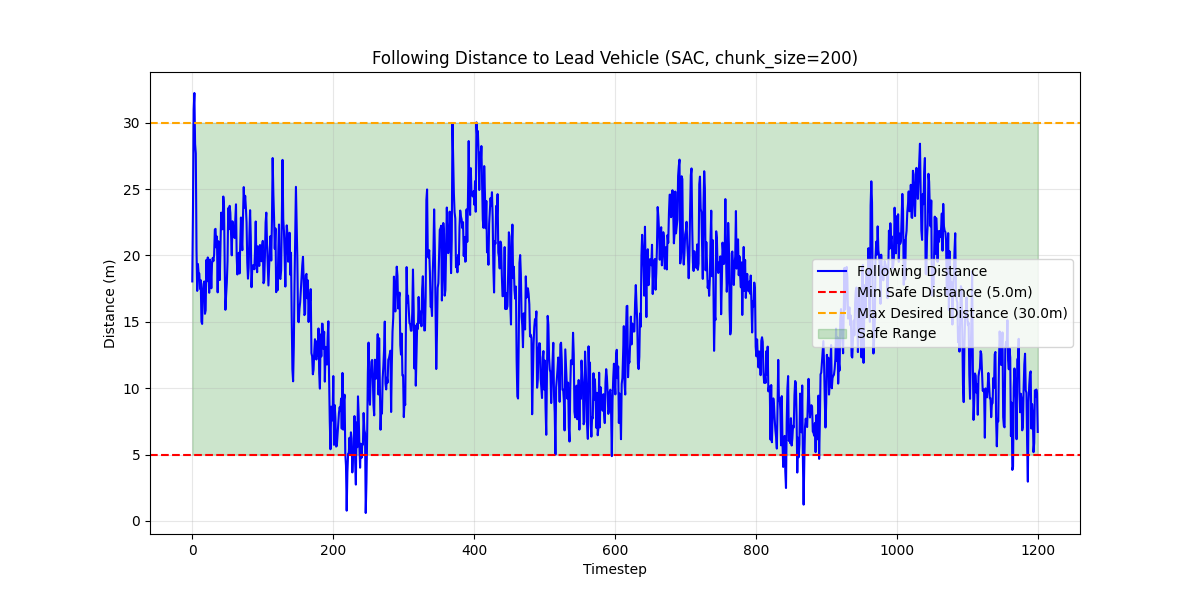 Following Distance to Lead Vehicle (SAC, chunk_size=200)
Distance (m)
30
25
20
15
10
5
0
Following Distance
Min Safe Distance (5.0m)
Max Desired Distance (30.0m)
Safe Range
0 200 400 600 800 1000 1200
Timestep